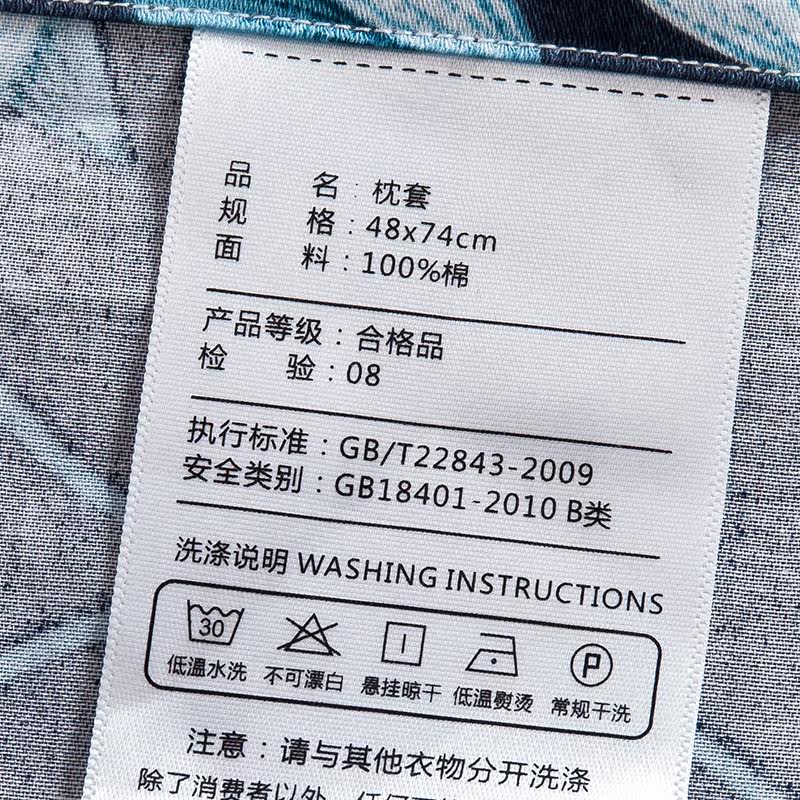 品 名：枕套
规 格：48x74cm
面 料：100%棉
产品等级：合格品
检 验：08
执行标准：GB/T22843-2009
安全类别：GB18401-2010 B类
洗涤说明 WASHING INSTRUCTIONS
30 P
低温水洗 不可漂白 悬挂晾干 低温熨烫 常规干洗
注意：请与其他衣物分开洗涤
除了消费者以外，任何